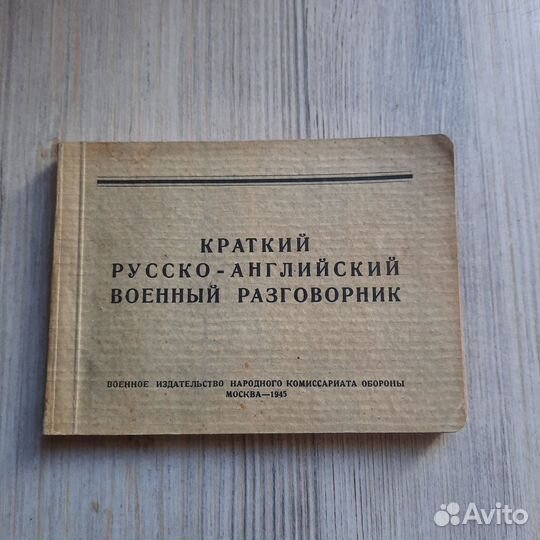 КРАТКИЙ
РУССКО-АНГЛИЙСКИЙ
ВОЕННЫЙ РАЗГОВОРНИК
ВОЕННОЕ ИЗДАТЕЛЬСТВО НАРОДНОГО КОМИССАРИАТА ОБОРОНЫ
МОСКВА—1945
Avito